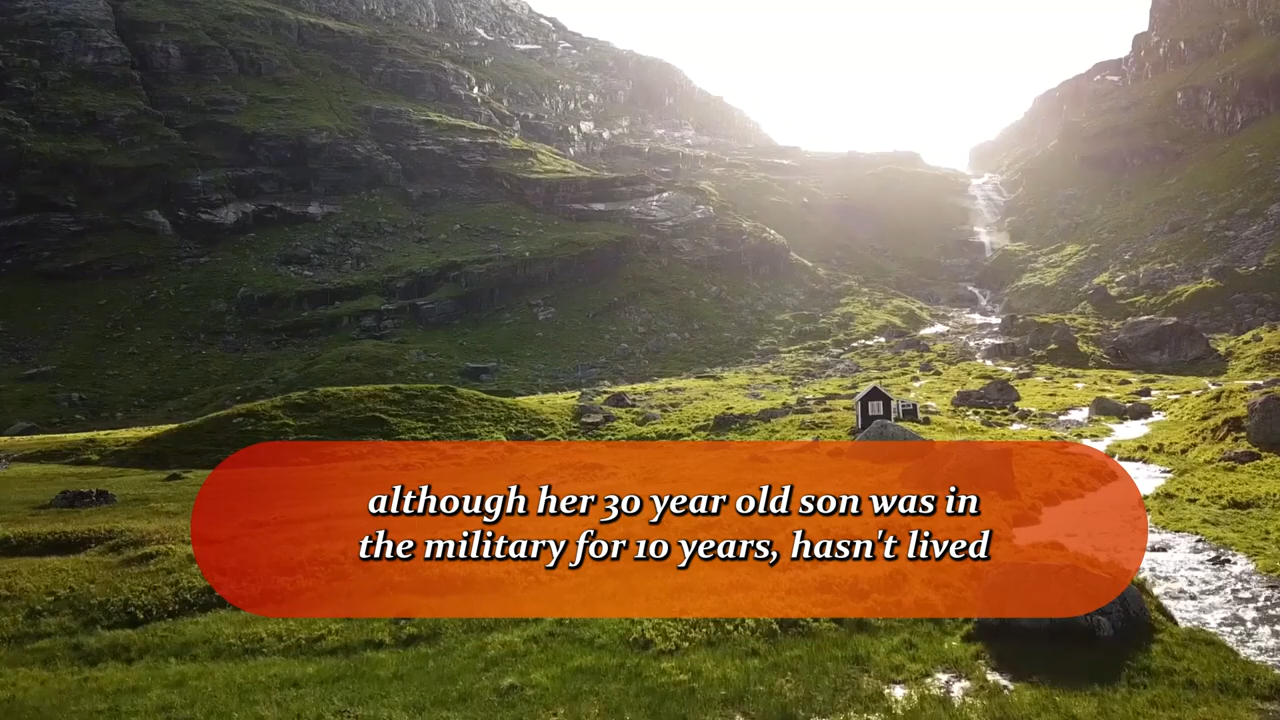 although her 30 year old son was in
the military for 10 years, hasn't lived